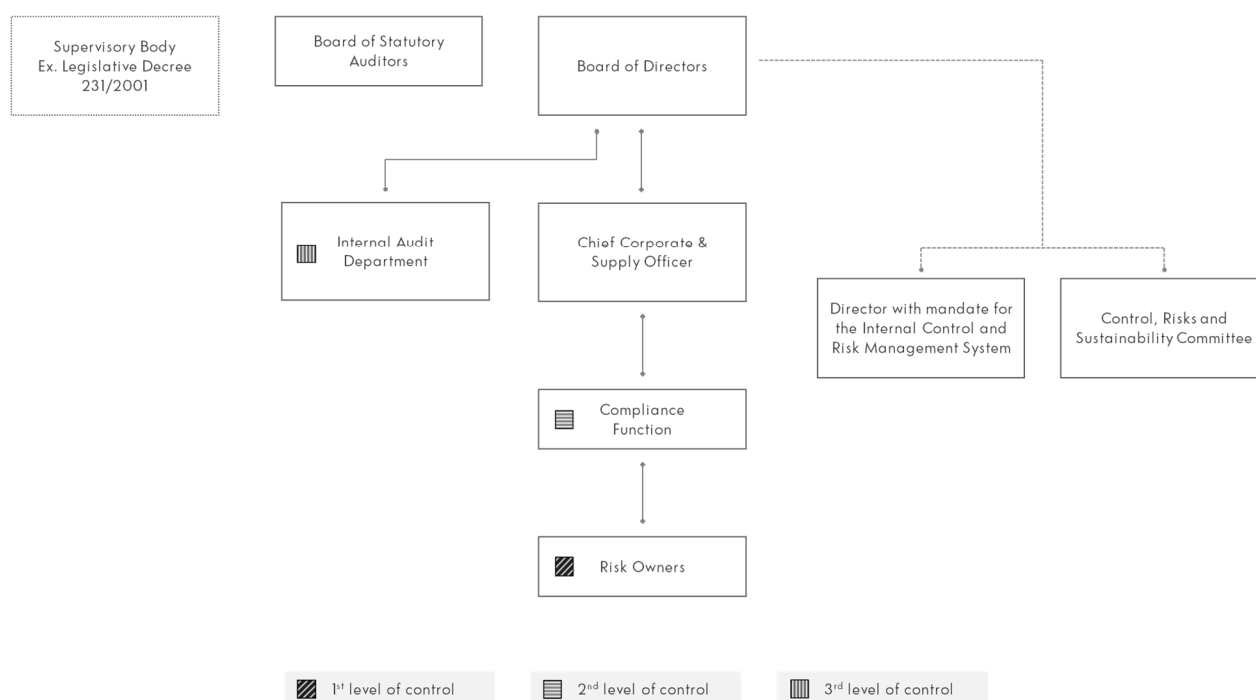 Supervisory Body
Ex. Legislative Decree
231/2001
Board of Statutory
Auditors
Board of Directors
Internal Audit
Department
Chief Corporate &
Supply Officer
Director with mandate for
the Internal Control and
Risk Management System
Control, Risks and
Sustainability Committee
Compliance
Function
Risk Owners
1st level of control
2nd level of control
3rd level of control